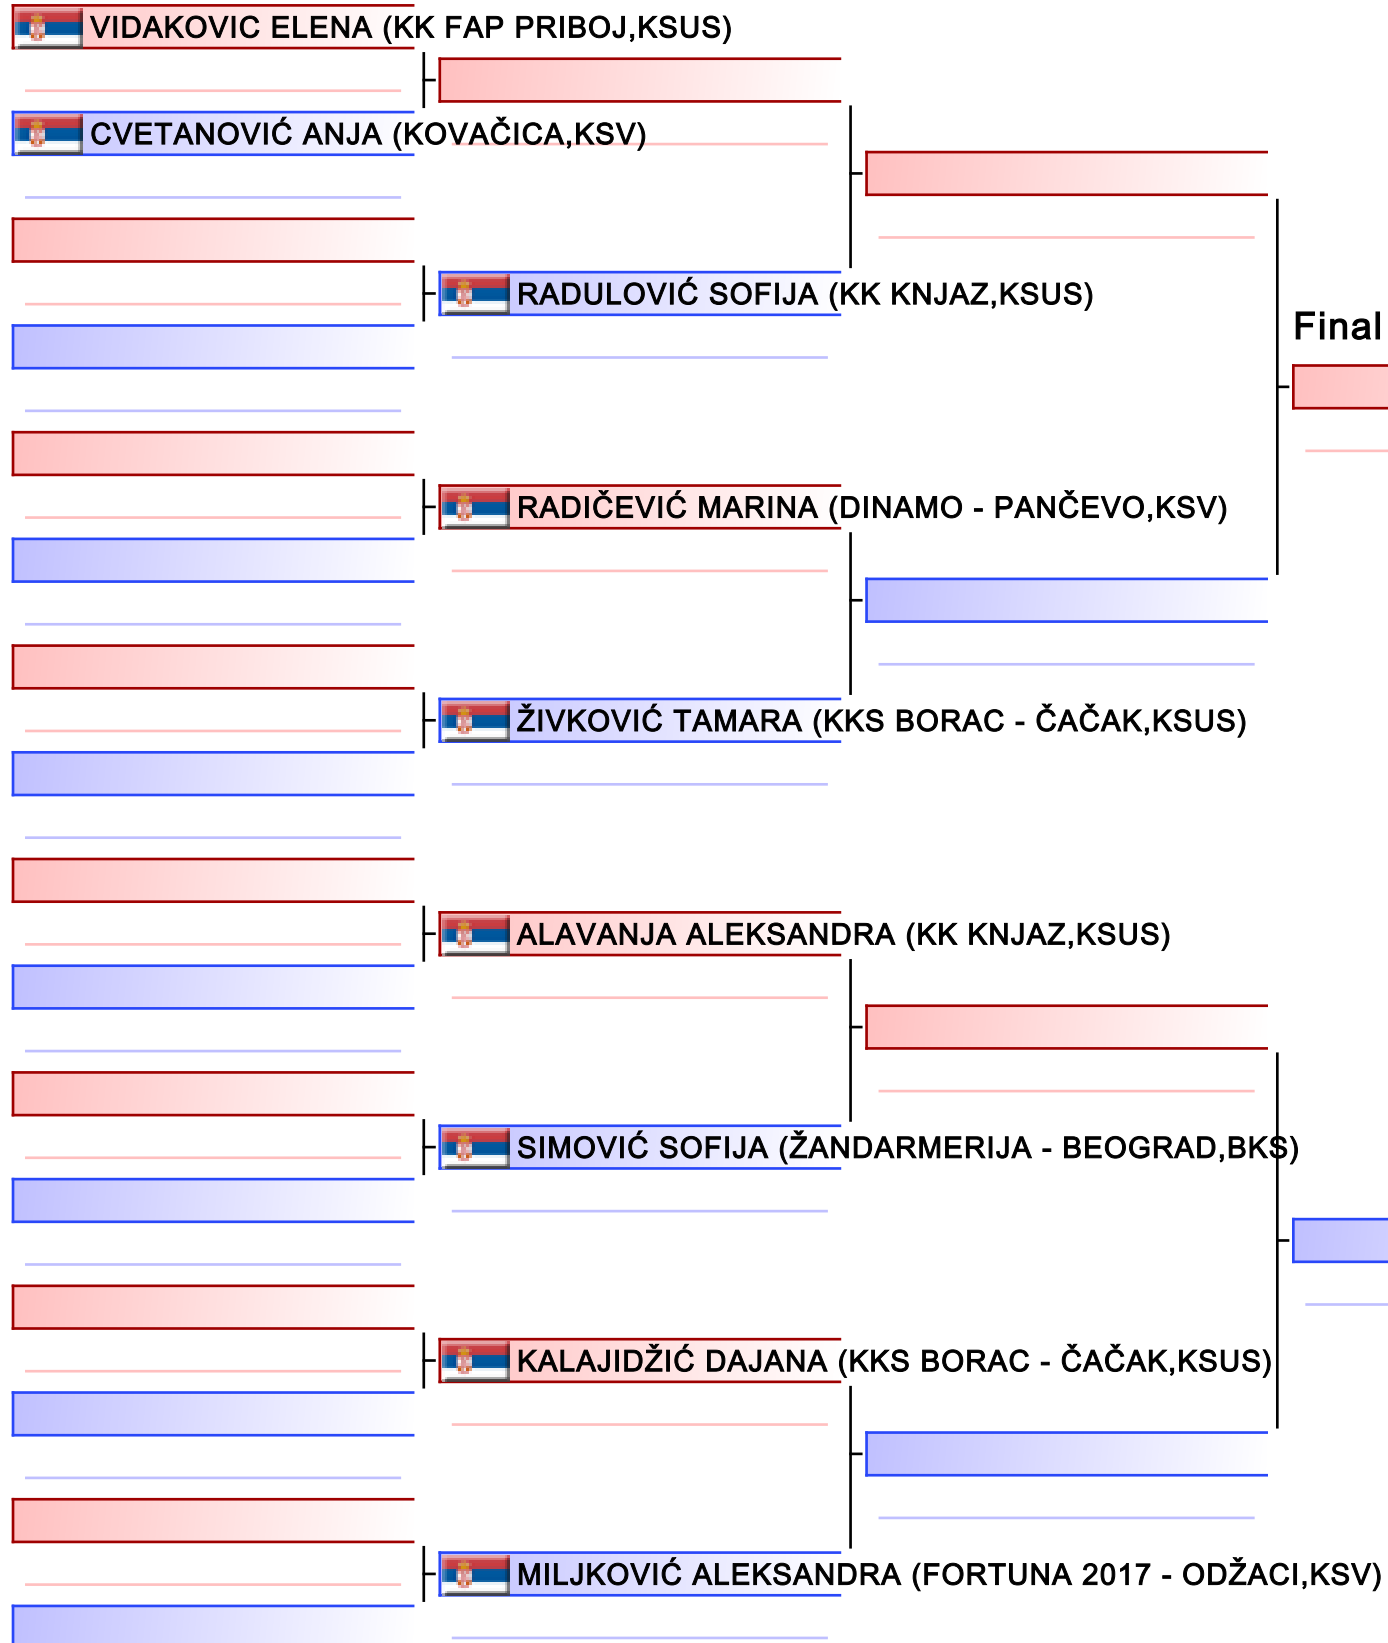 VIDAKOVIC ELENA (KK FAP PRIBOJ,KSUS)
CVETANOVIĆ ANJA (KOVAČICA,KSV)
RADULOVIĆ SOFIJA (KK KNJAZ,KSUS)
Final
RADIČEVIĆ MARINA (DINAMO - PANČEVO,KSV)
ŽIVKOVIĆ TAMARA (KKS BORAC - ČAČAK,KSUS)
ALAVANJA ALEKSANDRA (KK KNJAZ,KSUS)
SIMOVIĆ SOFIJA (ŽANDARMERIJA - BEOGRAD,BKS)
KALAJIDŽIĆ DAJANA (KKS BORAC - ČAČAK,KSUS)
MILJKOVIĆ ALEKSANDRA (FORTUNA 2017 - ODŽACI,KSV)